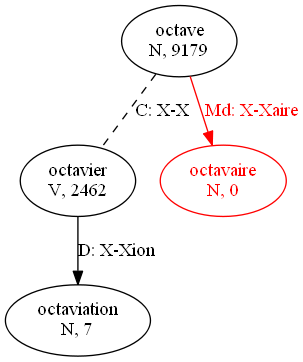 octave
N, 9179
C: X-X
Md: X-Xaire
octavier
V, 2462
octavaire
N, 0
D: X-Xion
octaviation
N, 7